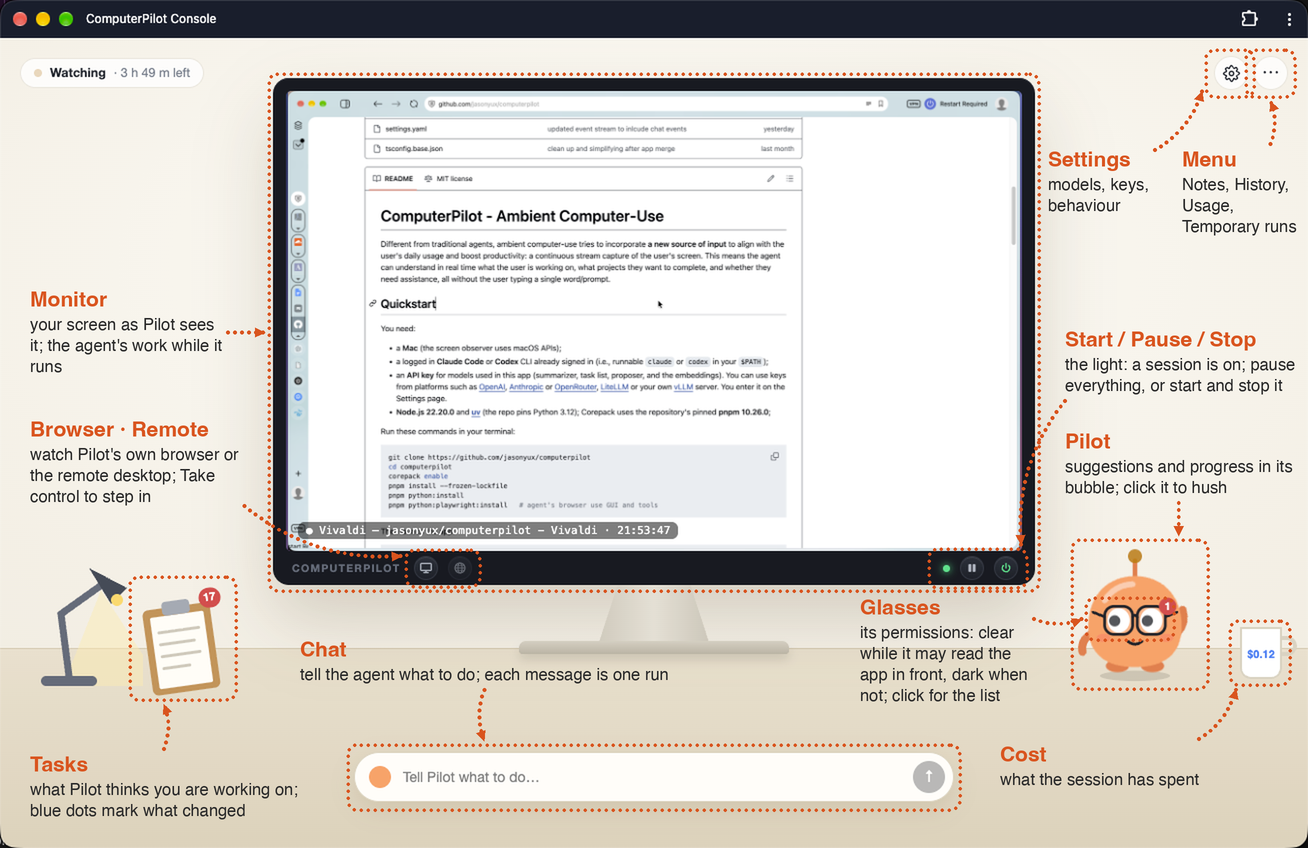 ComputerPilot Console
Watching · 3 h 49 m left
github.com/jasonyux/computerpilot
VPN
Restart Required
settings.yaml updated event stream to inlcude chat events yesterday
tsconfig.base.json clean up and simplifying after app merge last month
README MIT license
ComputerPilot - Ambient Computer-Use
Different from traditional agents, ambient computer-use tries to incorporate a new source of input to align with the
user's daily usage and boost productivity: a continuous stream capture of the user's screen. This means the agent
can understand in real time what the user is working on, what projects they want to complete, and whether they
need assistance, all without the user typing a single word/prompt.
Quickstart
You need:
• a Mac (the screen observer uses macOS APIs);
• a logged in Claude Code or Codex CLI already signed in (i.e., runnable claude or codex in your $PATH );
• an API key for models used in this app (summarizer, task list, proposer, and the embeddings). You can use keys
from platforms such as OpenAI, Anthropic or OpenRouter, LiteLLM or your own vLLM server. You enter it on the
Settings page.
• Node.js 22.20.0 and uv (the repo pins Python 3.12); Corepack uses the repository's pinned pnpm 10.26.0;
Run these commands in your terminal:
git clone https://github.com/jasonyux/computerpilot
cd computerpilot
corepack enable
pnpm install --frozen-lockfile
pnpm python:install
pnpm python:playwright:install # agent's browser use GUI and tools
Vivaldi — jasonyux/computerpilot — Vivaldi · 21:53:47
COMPUTERPILOT
Settings
models, keys,
behaviour
Menu
Notes, History,
Usage,
Temporary runs
Monitor
your screen as Pilot sees
it; the agent's work while it
runs
Start / Pause / Stop
the light: a session is on; pause
everything, or start and stop it
Browser · Remote
watch Pilot's own browser or
the remote desktop; Take
control to step in
Pilot
suggestions and progress in its
bubble; click it to hush
17
1
$0.12
Glasses
its permissions: clear
while it may read the
app in front, dark when
not; click for the list
Chat
tell the agent what to do; each message is one run
Tell Pilot what to do…
Tasks
what Pilot thinks you are working on;
blue dots mark what changed
Cost
what the session has spent